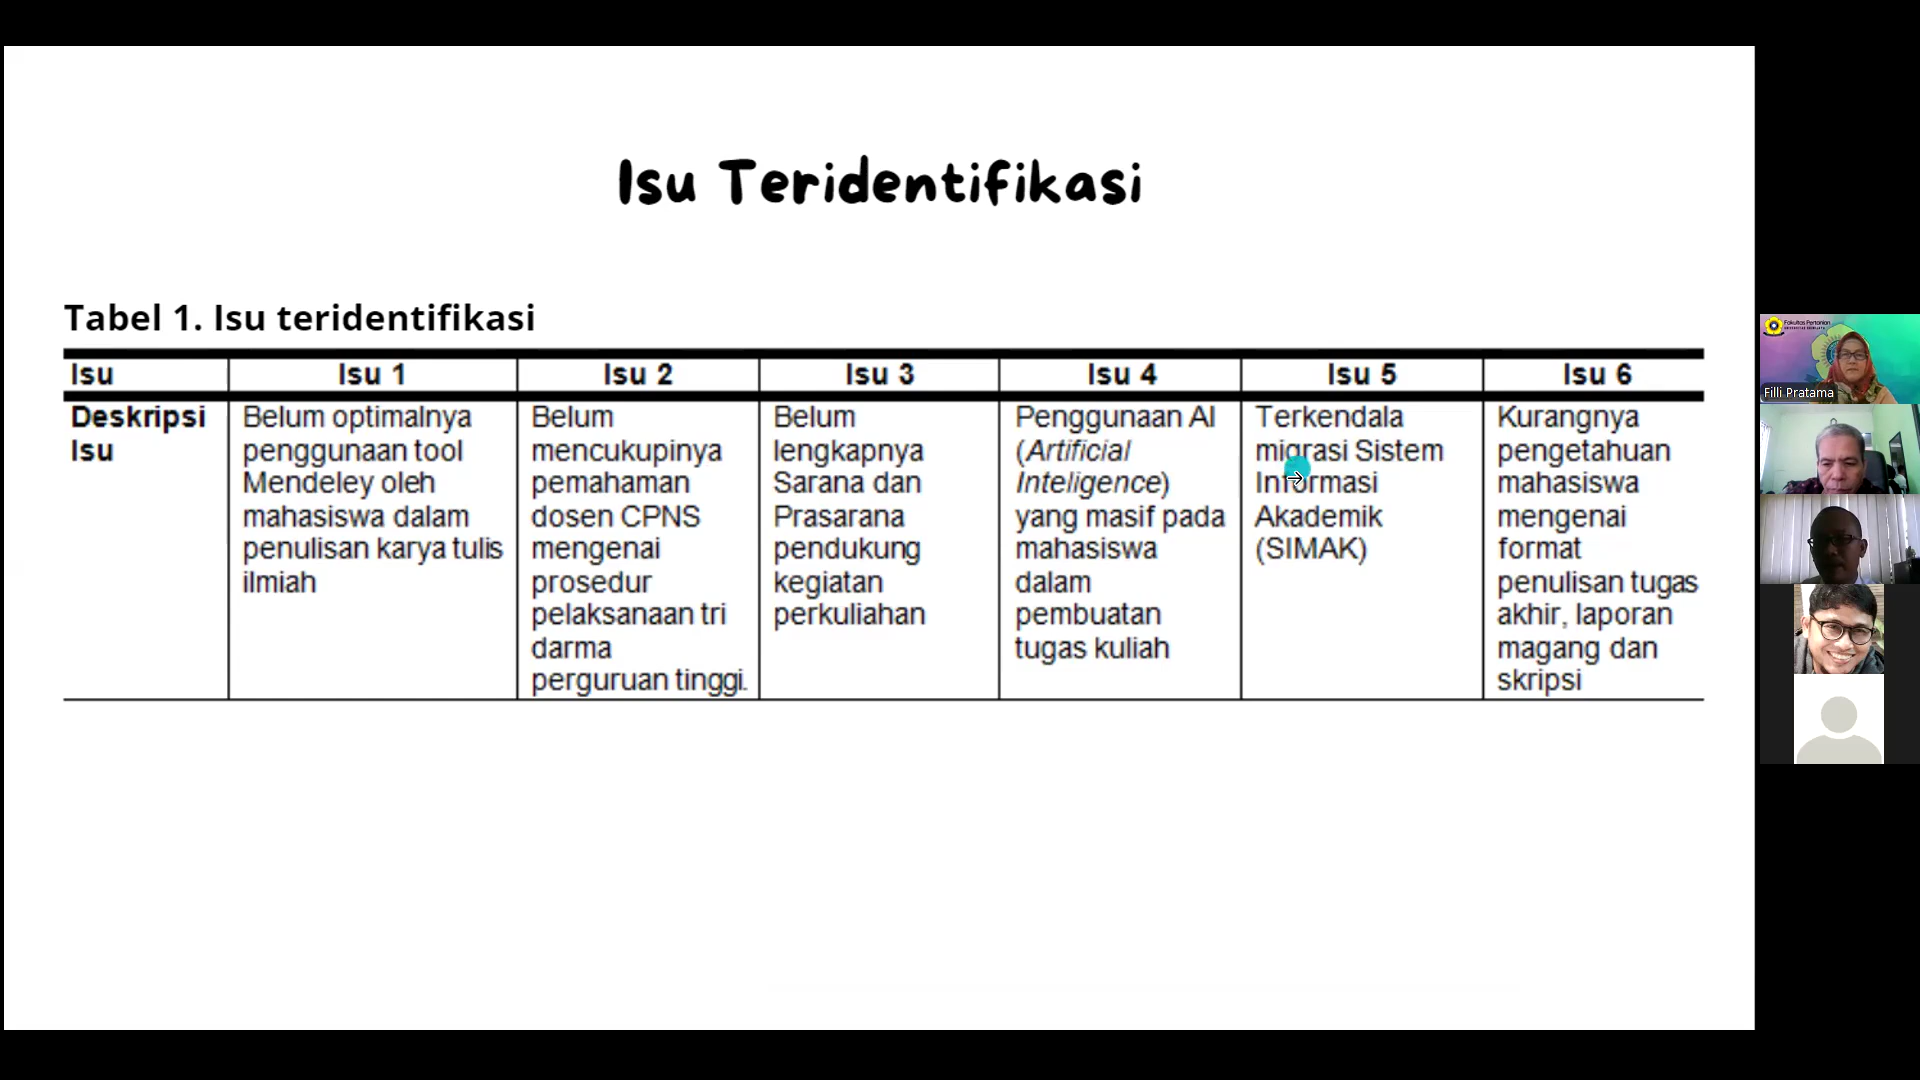 Isu Teridentifikasi
Tabel 1. Isu teridentifikasi
Isu
Isu 1
Isu 2
Isu 3
Isu 4
Isu 5
Isu 6
Deskripsi
Isu
Belum optimalnya
penggunaan tool
Mendeley oleh
mahasiswa dalam
penulisan karya tulis
ilmiah
Belum
mencukupinya
pemahaman
dosen CPNS
mengenai
prosedur
pelaksanaan tri
darma
perguruan tinggi.
Belum
lengkapnya
Sarana dan
Prasarana
pendukung
kegiatan
perkuliahan
Penggunaan AI
(Artificial
Inteligence)
yang masif pada
mahasiswa
dalam
pembuatan
tugas kuliah
Terkendala
migrasi Sistem
Informasi
Akademik
(SIMAK)
Kurangnya
pengetahuan
mahasiswa
mengenai
format
penulisan tugas
akhir, laporan
magang dan
skripsi
Fakultas Pertanian
Filli Pratama